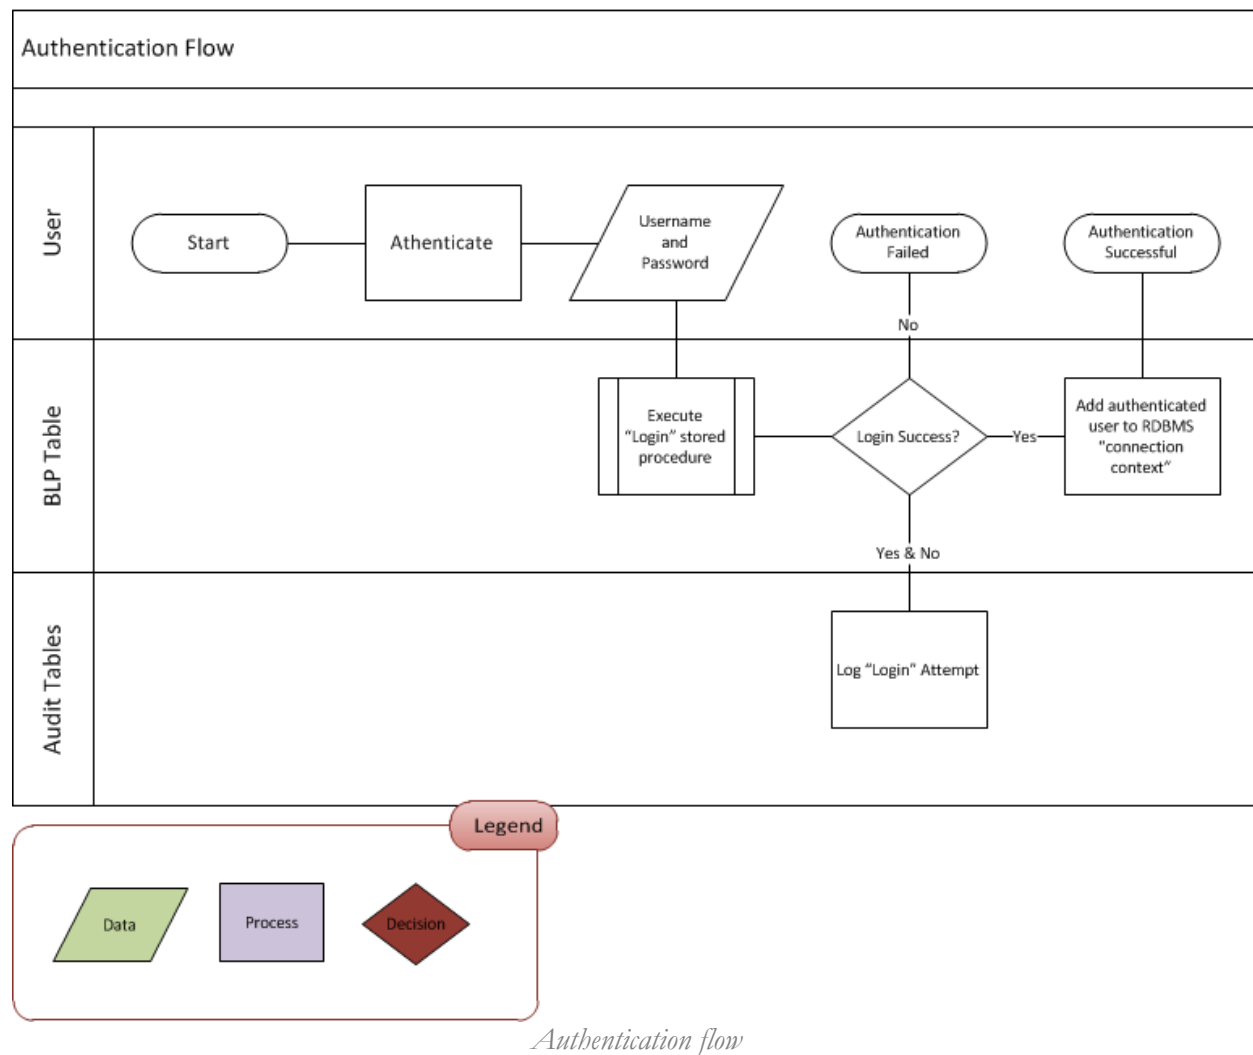 Authentication Flow
User
Start
Athenticate
Username
and
Password
Authentication
Failed
Authentication
Successful
No
BLP Table
Execute
“Login” stored
procedure
Login Success?
Yes
Add authenticated
user to RDBMS
“connection
context”
Yes & No
Audit Tables
Log “Login” Attempt
Legend
Data
Process
Decision
Authentication flow